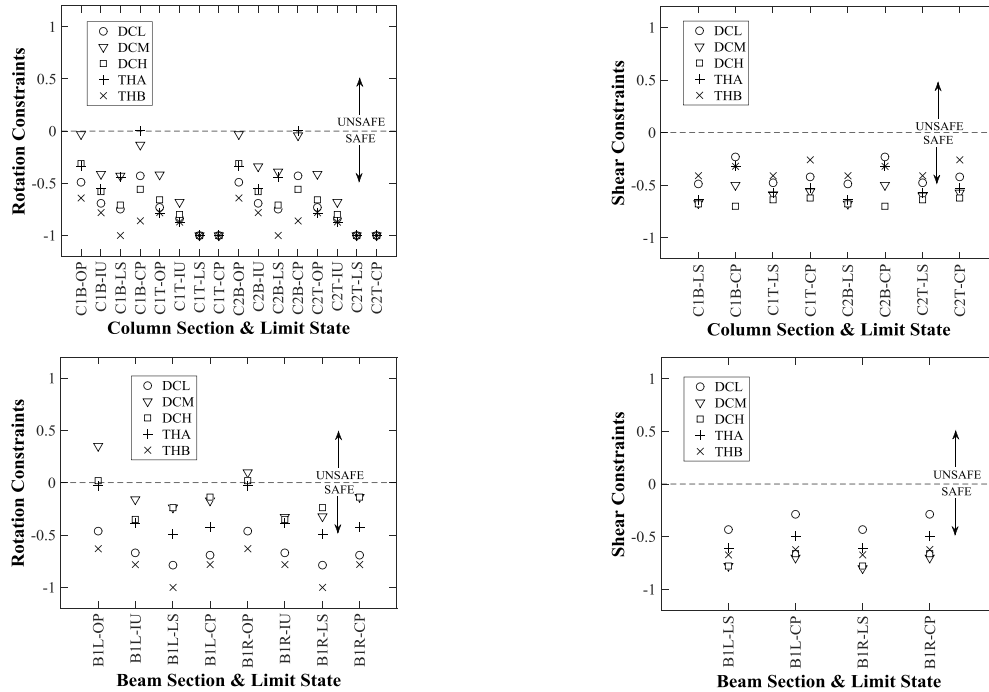 1
0.5
0
-0.5
-1
Rotation Constraints
DCL
DCM
DCH
THA
THB
UNSAFE
SAFE
C1B-OP
C1B-IU
C1B-LS
C1B-CP
C1T-OP
C1T-IU
C1T-LS
C1T-CP
C2B-OP
C2B-IU
C2B-LS
C2B-CP
C2T-OP
C2T-IU
C2T-LS
C2T-CP
Column Section & Limit State
1
0.5
0
-0.5
-1
Shear Constraints
DCL
DCM
DCH
THA
THB
UNSAFE
SAFE
C1B-LS
C1B-CP
C1T-LS
C1T-CP
C2B-LS
C2B-CP
C2T-LS
C2T-CP
Column Section & Limit State
1
0.5
0
-0.5
-1
Rotation Constraints
DCL
DCM
DCH
THA
THB
UNSAFE
SAFE
B1L-OP
B1L-IU
B1L-LS
B1L-CP
B1R-OP
B1R-IU
B1R-LS
B1R-CP
Beam Section & Limit State
1
0.5
0
-0.5
-1
Shear Constraints
DCL
DCM
DCH
THA
THB
UNSAFE
SAFE
B1L-LS
B1L-CP
B1R-LS
B1R-CP
Beam Section & Limit State